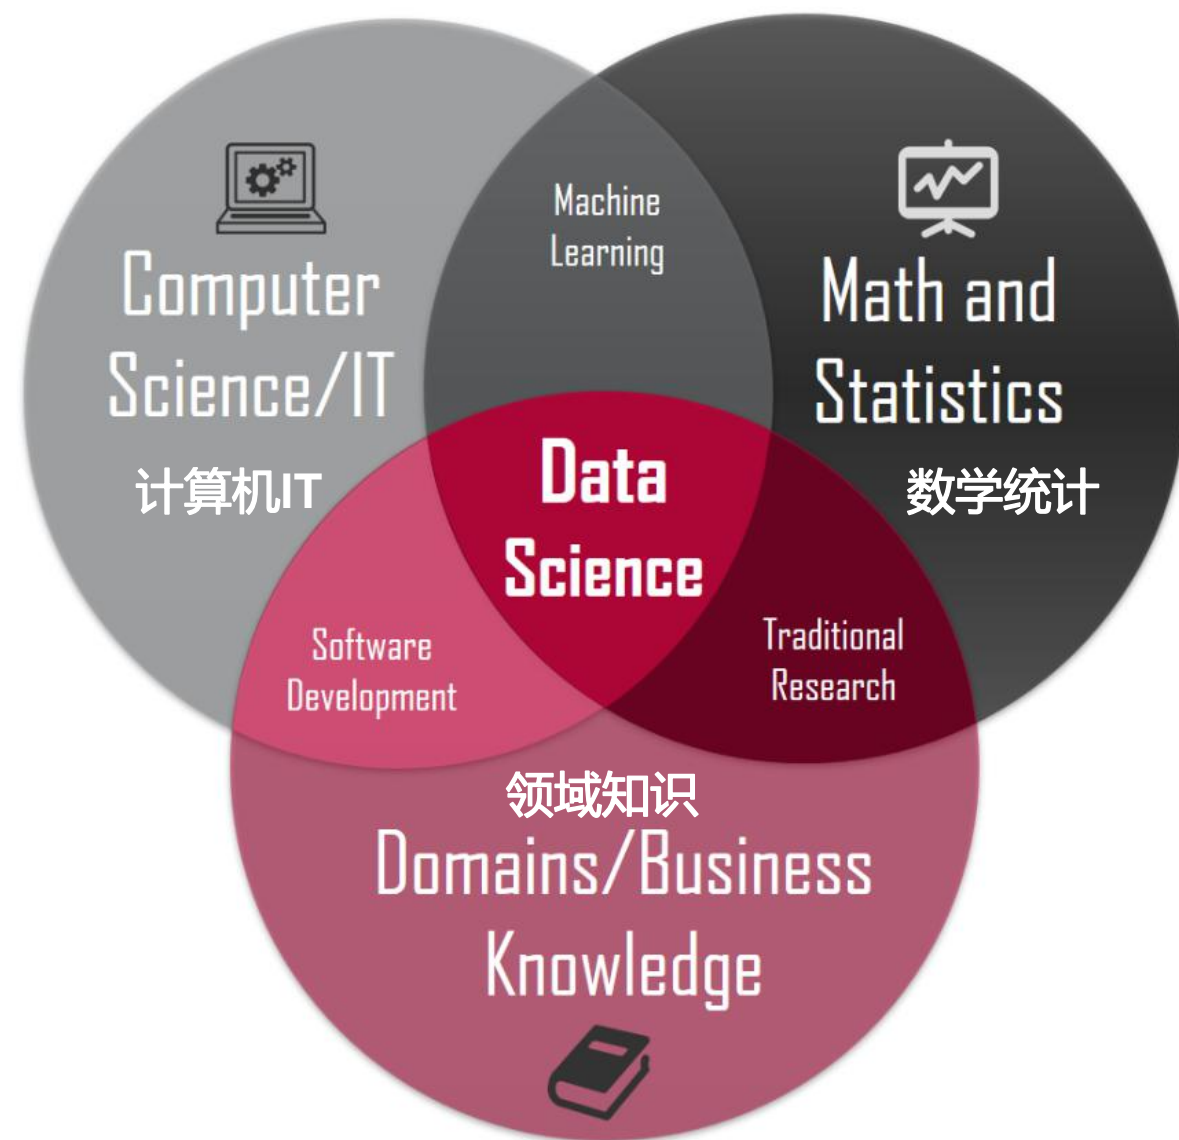 Machine
Learning
Computer
Science/IT
计算机IT
Math and
Statistics
数学统计
Data
Science
Software
Development
Traditional
Research
领域知识
Domains/Business
Knowledge